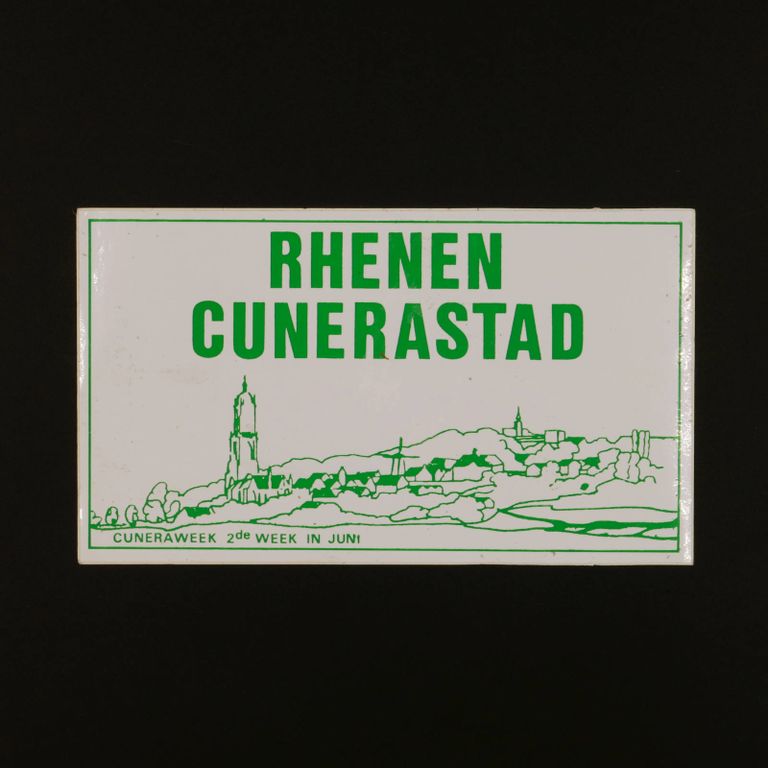 RHENEN
CUNERASTAD
CUNERAWEEK 2de WEEK IN JUNI